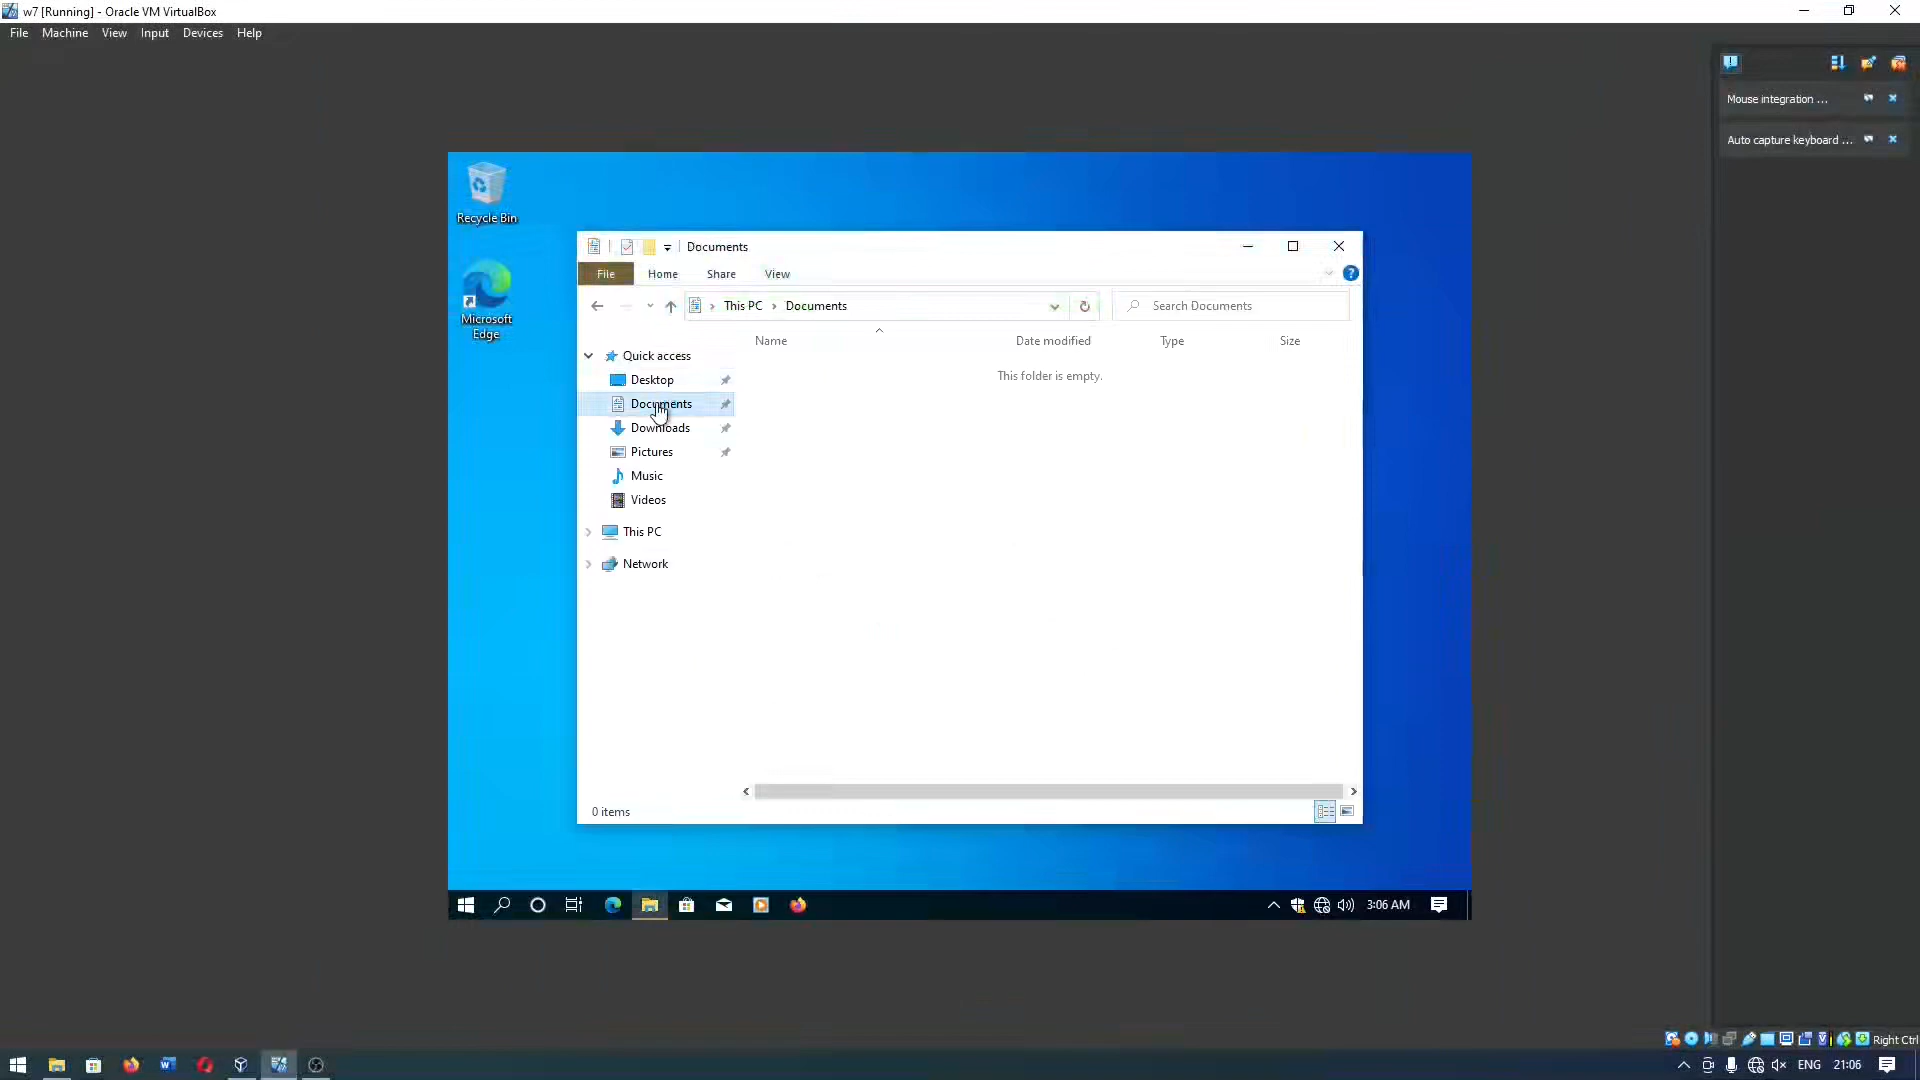 w7 [Running] - Oracle VM VirtualBox
File Machine View Input Devices Help
Mouse integration ...
Auto capture keyboard ...
Recycle Bin
Microsoft
Edge
Documents
File Home Share View
This PC > Documents
Search Documents
Name Date modified Type Size
This folder is empty.
Quick access
Desktop
Documents
Downloads
Pictures
Music
Videos
This PC
Network
0 items
3:06 AM
Right Ctrl
ENG 21:06